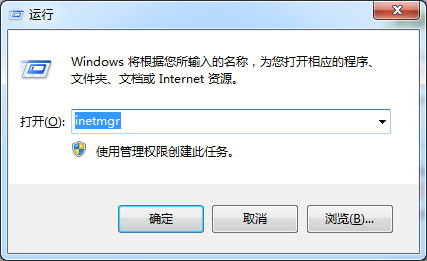 运行
Windows 将根据您所输入的名称，为您打开相应的程序、
文件夹、文档或 Internet 资源。
打开(O): inetmgr
使用管理权限创建此任务。
确定 取消 浏览(B)...